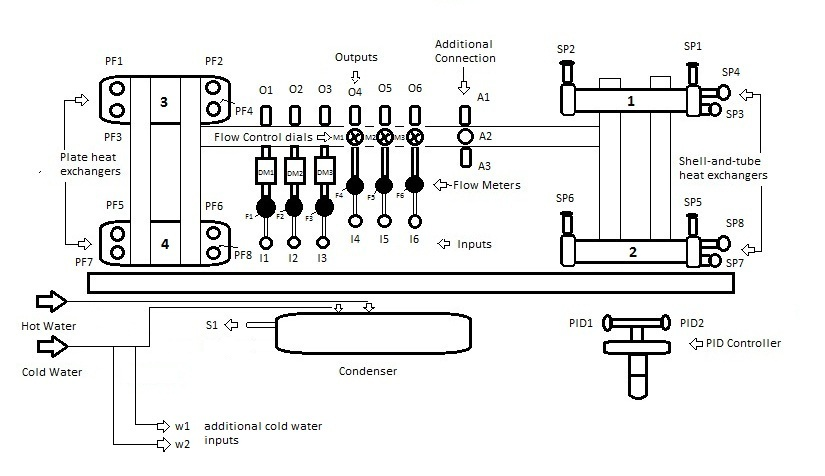 Additional
Connection
Outputs
SP2
SP1
PF1
PF2
SP4
O1
O2
O3
O4
O5
O6
A1
3
1
PF4
SP3
PF3
Flow Control dials
M1
M2
M3
A2
Plate heat
exchangers
A3
Shell-and-tube
heat exchangers
DM1
DM2
DM3
F4
F5
F6
Flow Meters
PF5
PF6
F1
F2
F3
SP6
SP5
SP8
4
I4
I5
I6
Inputs
2
PF7
PF8
I1
I2
I3
SP7
Hot Water
S1
PID1
PID2
PID Controller
Cold Water
Condenser
w1
additional cold water
inputs
w2